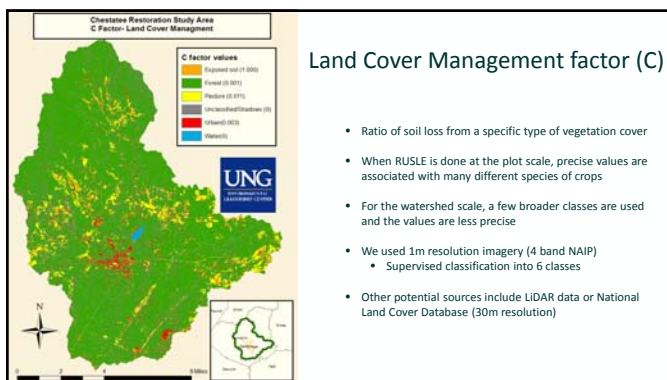 Chestatee Restoration Study Area
C Factor- Land Cover Managment
C factor values
Exposed soil (1.000)
Forest (0.001)
Pasture (0.011)
Unclassified/Shadows (0)
Urban(0.003)
Water(0)
UNG
ENVIRONMENTAL
LEADERSHIP CENTER
N
0 2 4 8 Miles
Land Cover Management factor (C)
• Ratio of soil loss from a specific type of vegetation cover
• When RUSLE is done at the plot scale, precise values are
associated with many different species of crops
• For the watershed scale, a few broader classes are used
and the values are less precise
• We used 1m resolution imagery (4 band NAIP)
• Supervised classification into 6 classes
• Other potential sources include LiDAR data or National
Land Cover Database (30m resolution)